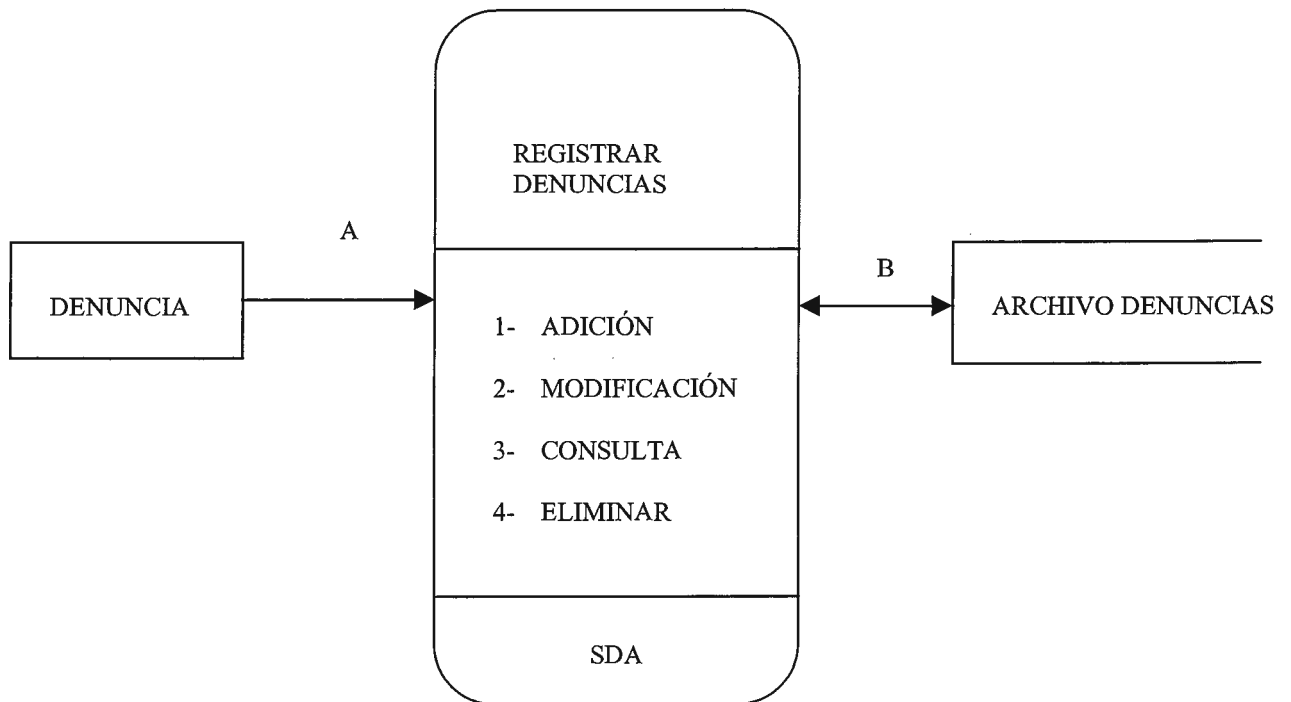 REGISTRAR
DENUNCIAS
A
DENUNCIA
B
ARCHIVO DENUNCIAS
1- ADICIÓN
2- MODIFICACIÓN
3- CONSULTA
4- ELIMINAR
SDA